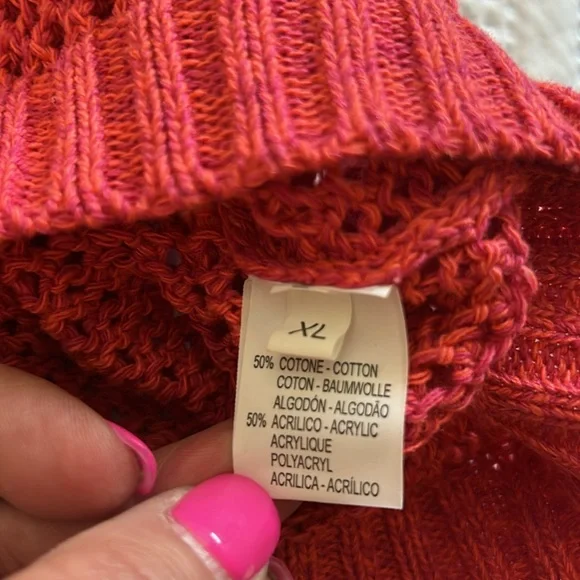 XL
50% COTONE - COTTON
COTON - BAUMWOLLE
ALGODÓN - ALGODÃO
50% ACRILICO - ACRYLIC
ACRYLIQUE
POLYACRYL
ACRILICA - ACRÍLICO